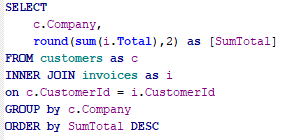 SELECT
c.Company,
round(sum(i.Total),2) as [SumTotal]
FROM customers as c
INNER JOIN invoices as i
on c.CustomerId = i.CustomerId
GROUP by c.Company
ORDER by SumTotal DESC